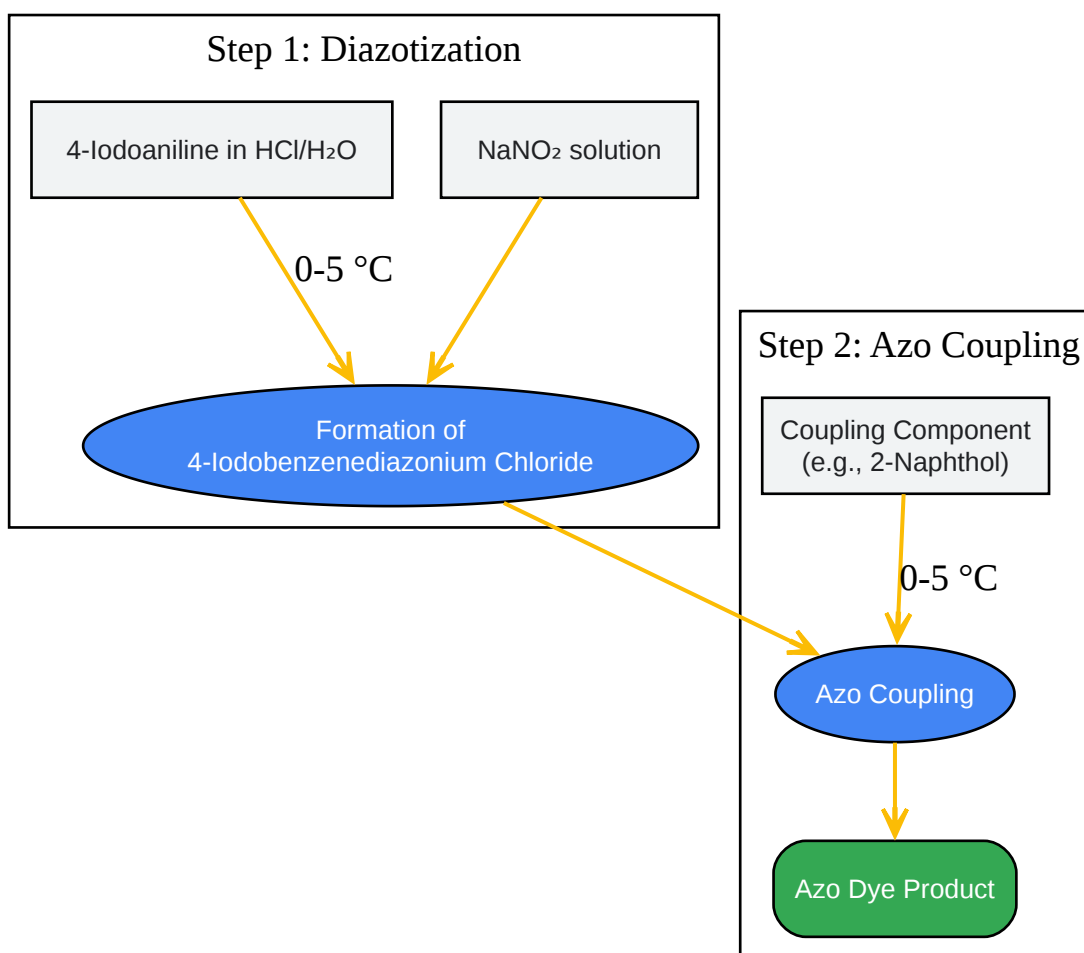 Step 1: Diazotization
4-Iodoaniline in HCl/H₂O
NaNO₂ solution
0-5 °C
Formation of
4-Iodobenzenediazonium Chloride
Step 2: Azo Coupling
Coupling Component
(e.g., 2-Naphthol)
0-5 °C
Azo Coupling
Azo Dye Product